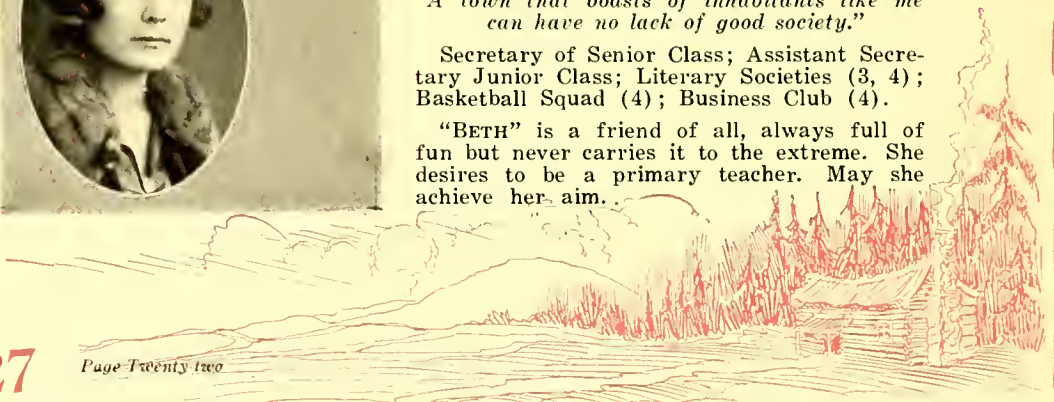 "A town that boasts of inhabitants like me
can have no lack of good society."
Secretary of Senior Class; Assistant Secre-
tary Junior Class; Literary Societies (3, 4);
Basketball Squad (4); Business Club (4).
"BETH" is a friend of all, always full of
fun but never carries it to the extreme. She
desires to be a primary teacher. May she
achieve her aim.
27
Page Twenty-two